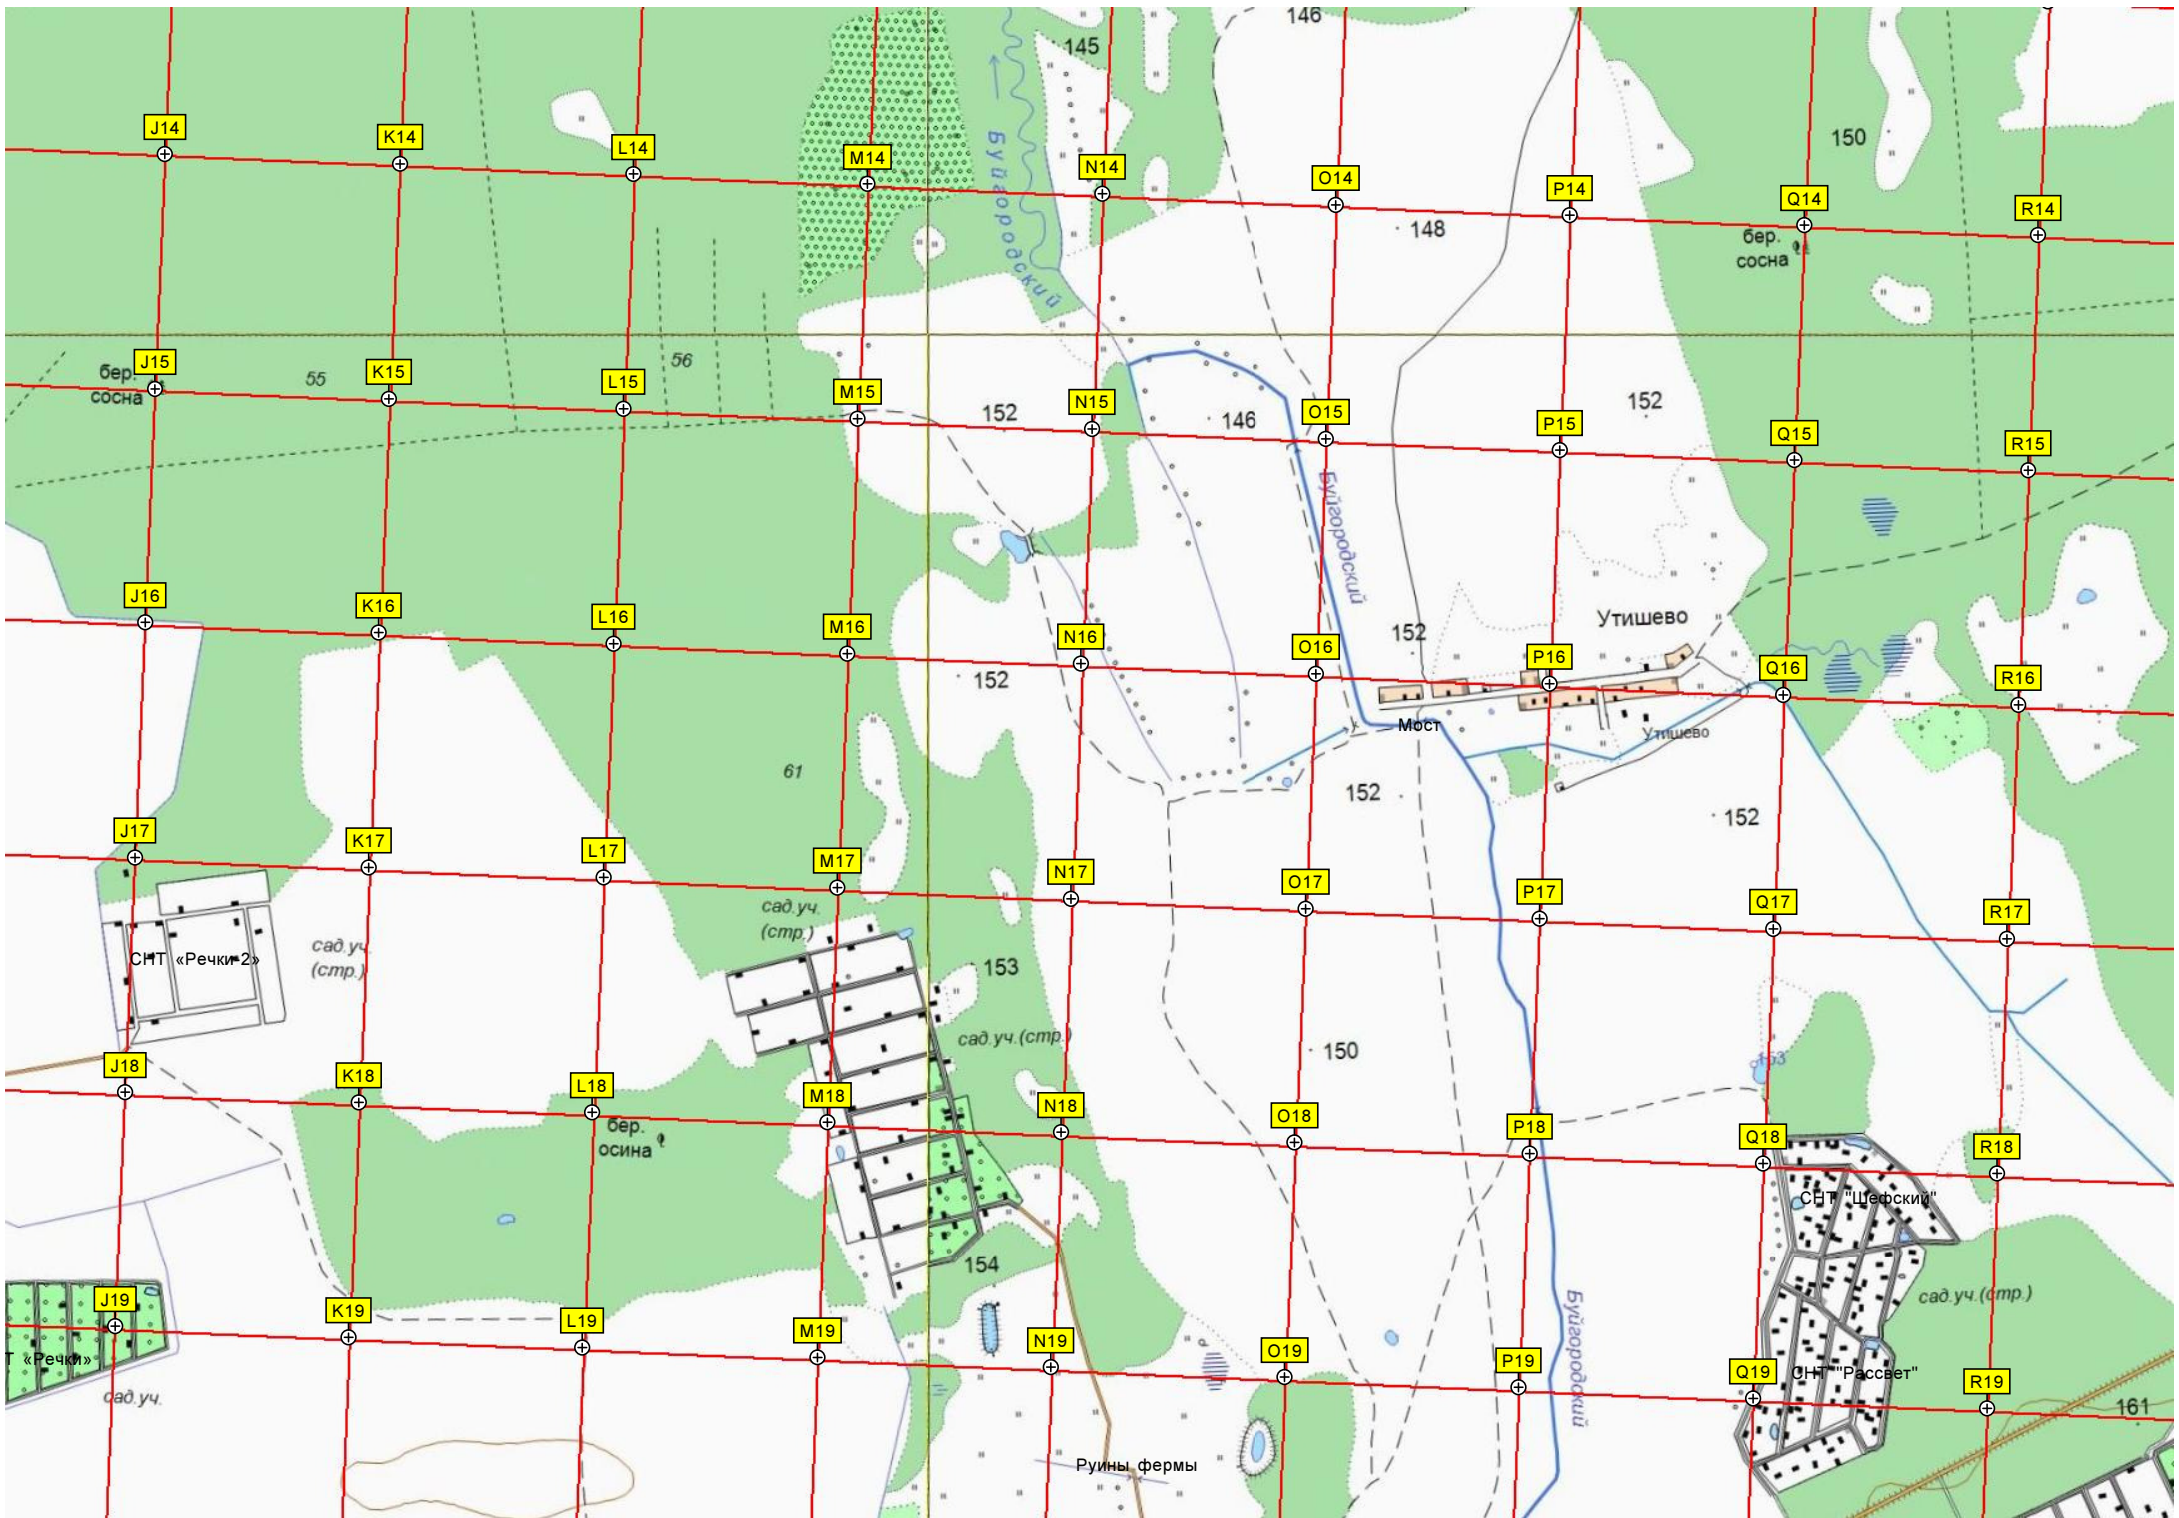 146
145
Буйгородский
150
J14
K14
L14
M14
N14
O14
P14
Q14
R14
148
бер.
сосна
бер.
сосна
55
56
J15
K15
L15
M15
152
N15
146
O15
P15
152
Q15
R15
Буйгородский
J16
K16
L16
M16
152
N16
O16
152
P16
Утишево
Q16
R16
Мост
Утишево
61
152
152
J17
K17
L17
M17
N17
O17
P17
Q17
R17
сад.уч.
(стр.)
СНТ «Речки-2»
сад.уч.
(стр.)
153
сад.уч.(стр.)
150
153
J18
K18
L18
M18
N18
O18
P18
Q18
R18
бер.
осина
СНТ "Шефский"
154
сад.уч.(стр.)
Буйгородский
J19
K19
L19
M19
N19
O19
P19
Q19
R19
Т «Речки»
СНТ "Рассвет"
сад.уч.
161
Руины фермы